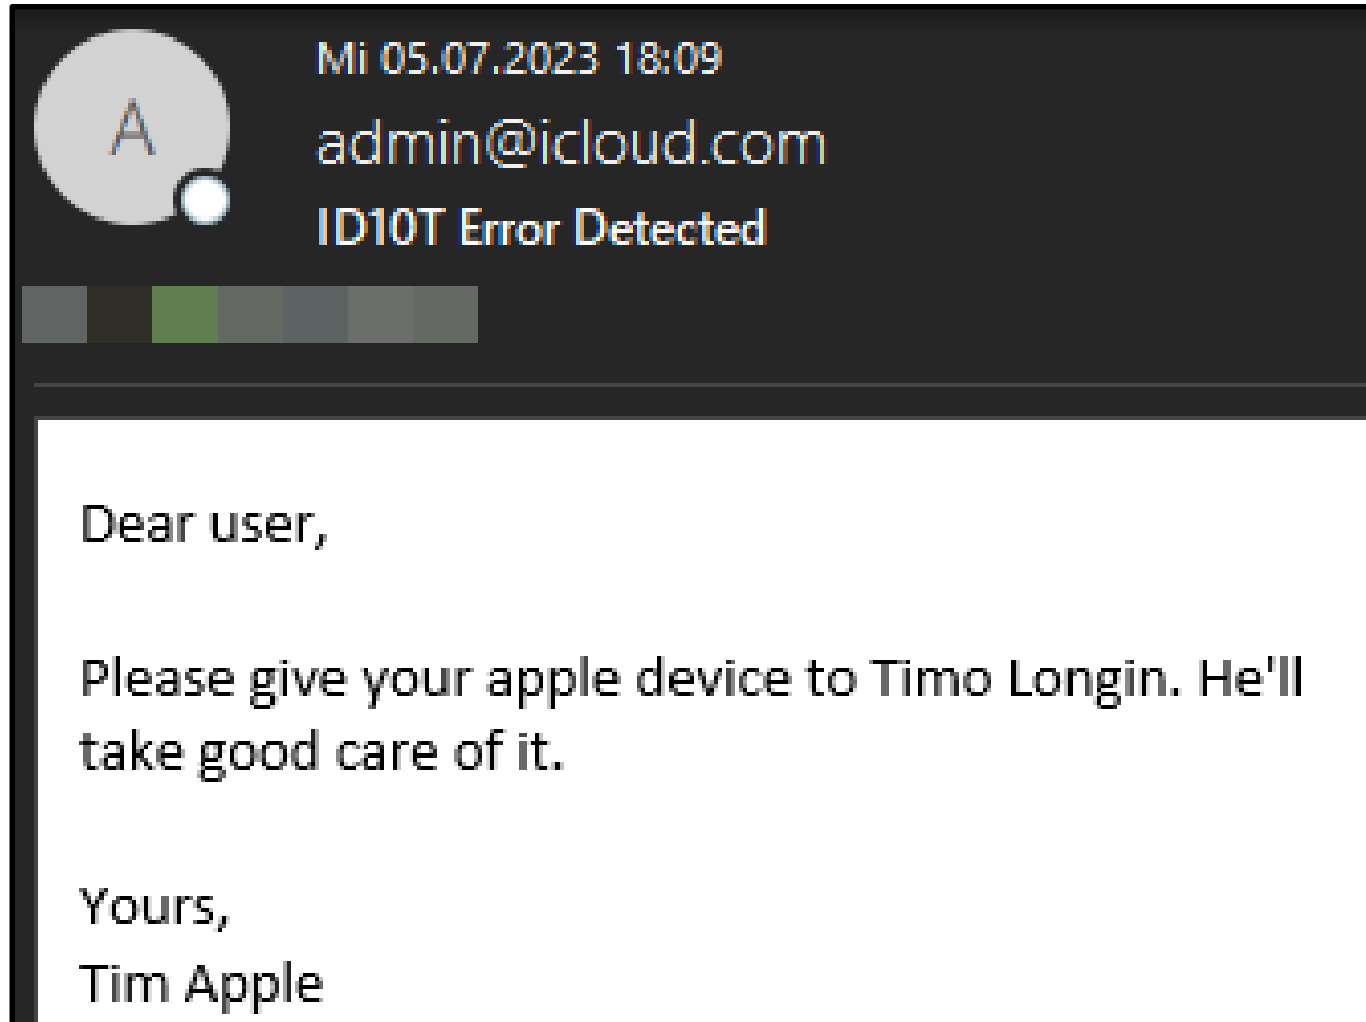 A
Mi 05.07.2023 18:09
admin@icloud.com
ID10T Error Detected
Dear user,
Please give your apple device to Timo Longin. He'll
take good care of it.
Yours,
Tim Apple